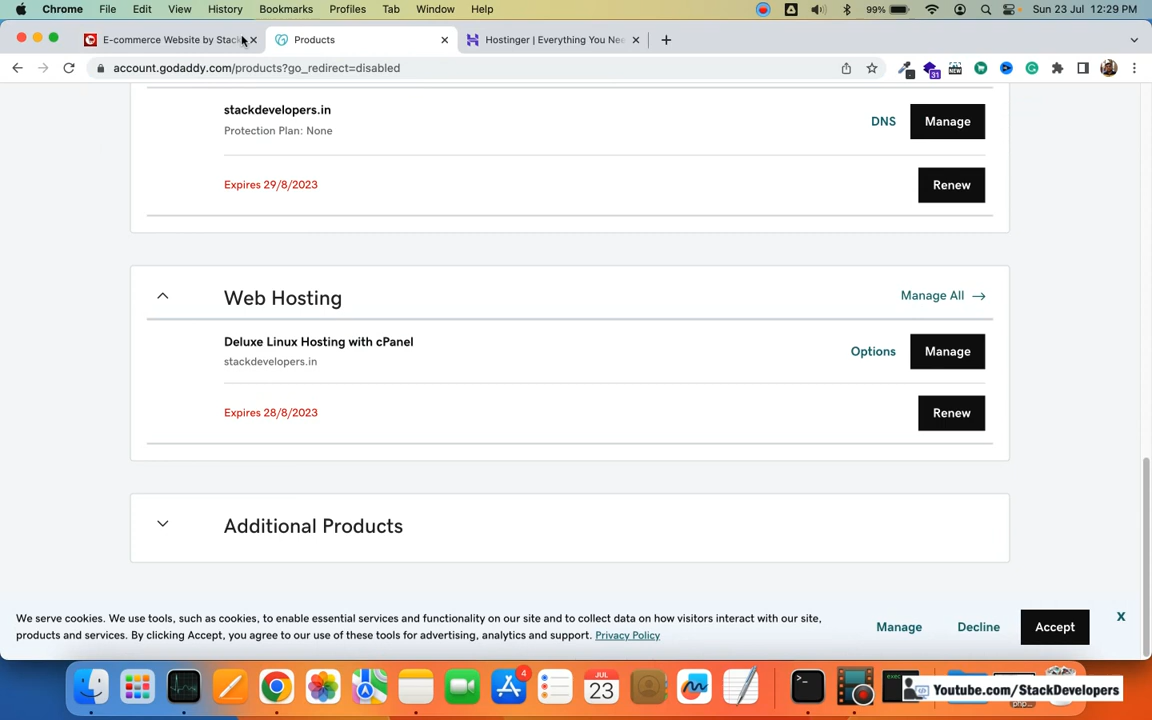 Chrome File Edit View History Bookmarks Profiles Tab Window Help 99% Sun 23 Jul 12:29 PM
E-commerce Website by Stack Products Hostinger | Everything You Nee
account.godaddy.com/products?go_redirect=disabled
31 NEW
stackdevelopers.in
Protection Plan: None
DNS Manage
Expires 29/8/2023 Renew
Web Hosting Manage All →
Deluxe Linux Hosting with cPanel
stackdevelopers.in
Options Manage
Expires 28/8/2023 Renew
Additional Products
We serve cookies. We use tools, such as cookies, to enable essential services and functionality on our site and to collect data on how visitors interact with our site,
products and services. By clicking Accept, you agree to our use of these tools for advertising, analytics and support. Privacy Policy
Manage Decline Accept X
4
JUL
23
Youtube.com/StackDevelopers